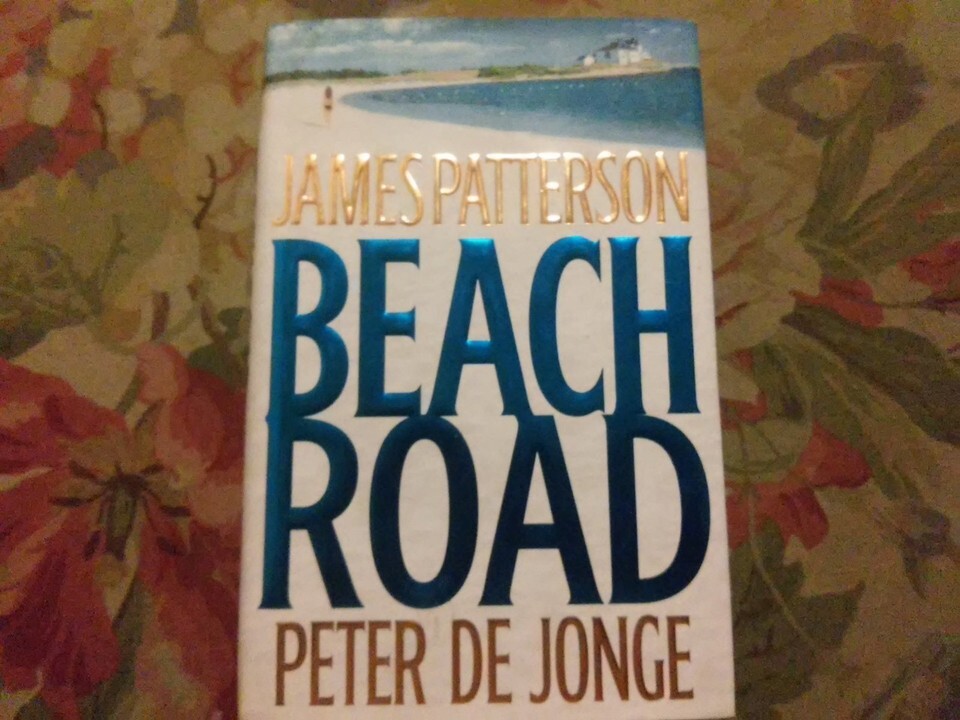 JAMES PATTERSON
BEACH
ROAD
PETER DE JONGE